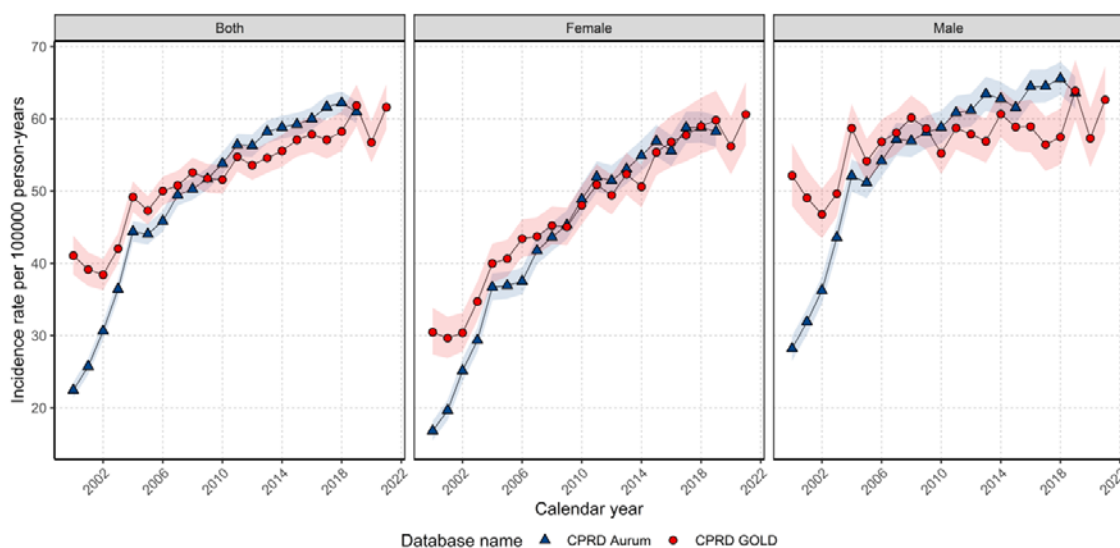 Both Female Male
70
60
50
40
30
20
Incidence rate per 100000 person-years
2002 2006 2010 2014 2018 2022 2002 2006 2010 2014 2018 2022 2002 2006 2010 2014 2018 2022
Calendar year
Database name CPRD Aurum CPRD GOLD